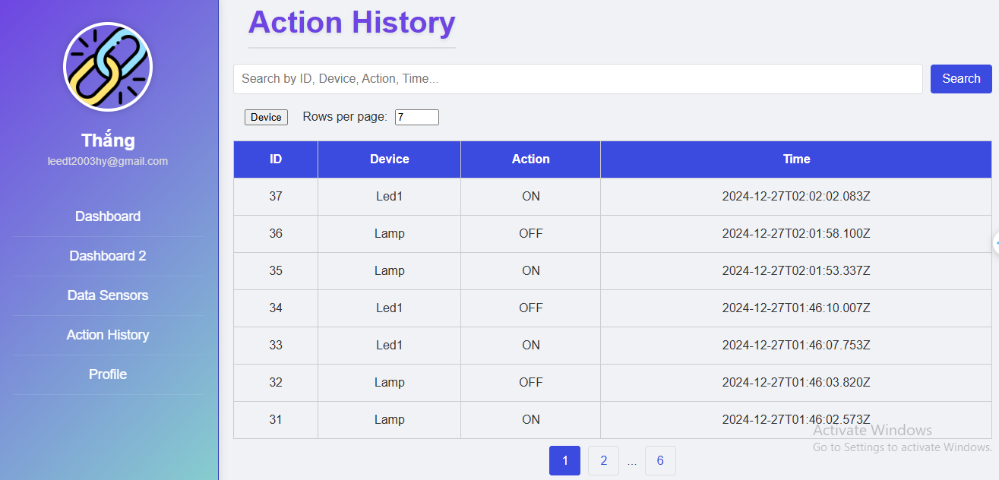 Action History
Thắng
leedt2003hy@gmail.com
Dashboard
Dashboard 2
Data Sensors
Action History
Profile
Search by ID, Device, Action, Time...
Search
Device Rows per page: 7
ID Device Action Time
37 Led1 ON 2024-12-27T02:02:02.083Z
36 Lamp OFF 2024-12-27T02:01:58.100Z
35 Lamp ON 2024-12-27T02:01:53.337Z
34 Led1 OFF 2024-12-27T01:46:10.007Z
33 Led1 ON 2024-12-27T01:46:07.753Z
32 Lamp OFF 2024-12-27T01:46:03.820Z
31 Lamp ON 2024-12-27T01:46:02.573Z
Activate Windows
Go to Settings to activate Windows.
1 2 ... 6